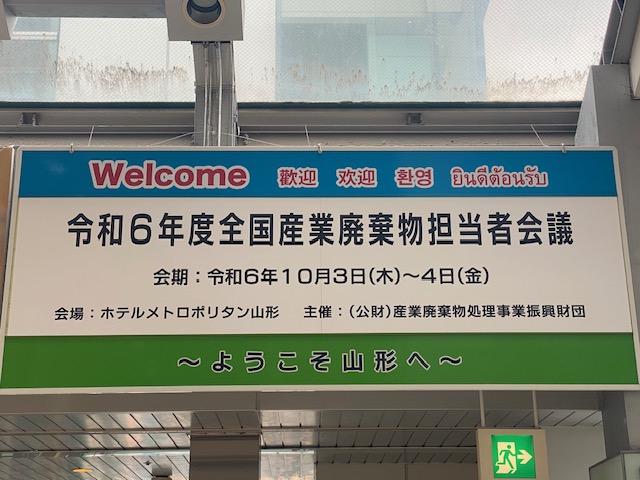 Welcome 歡迎 欢迎 환영 ยินดีต้อนรับ
令和６年度全国産業廃棄物担当者会議
会期：令和６年１０月３日（木）～４日（金）
会場：ホテルメトロポリタン山形　主催：（公財）産業廃棄物処理事業振興財団
～ようこそ山形へ～